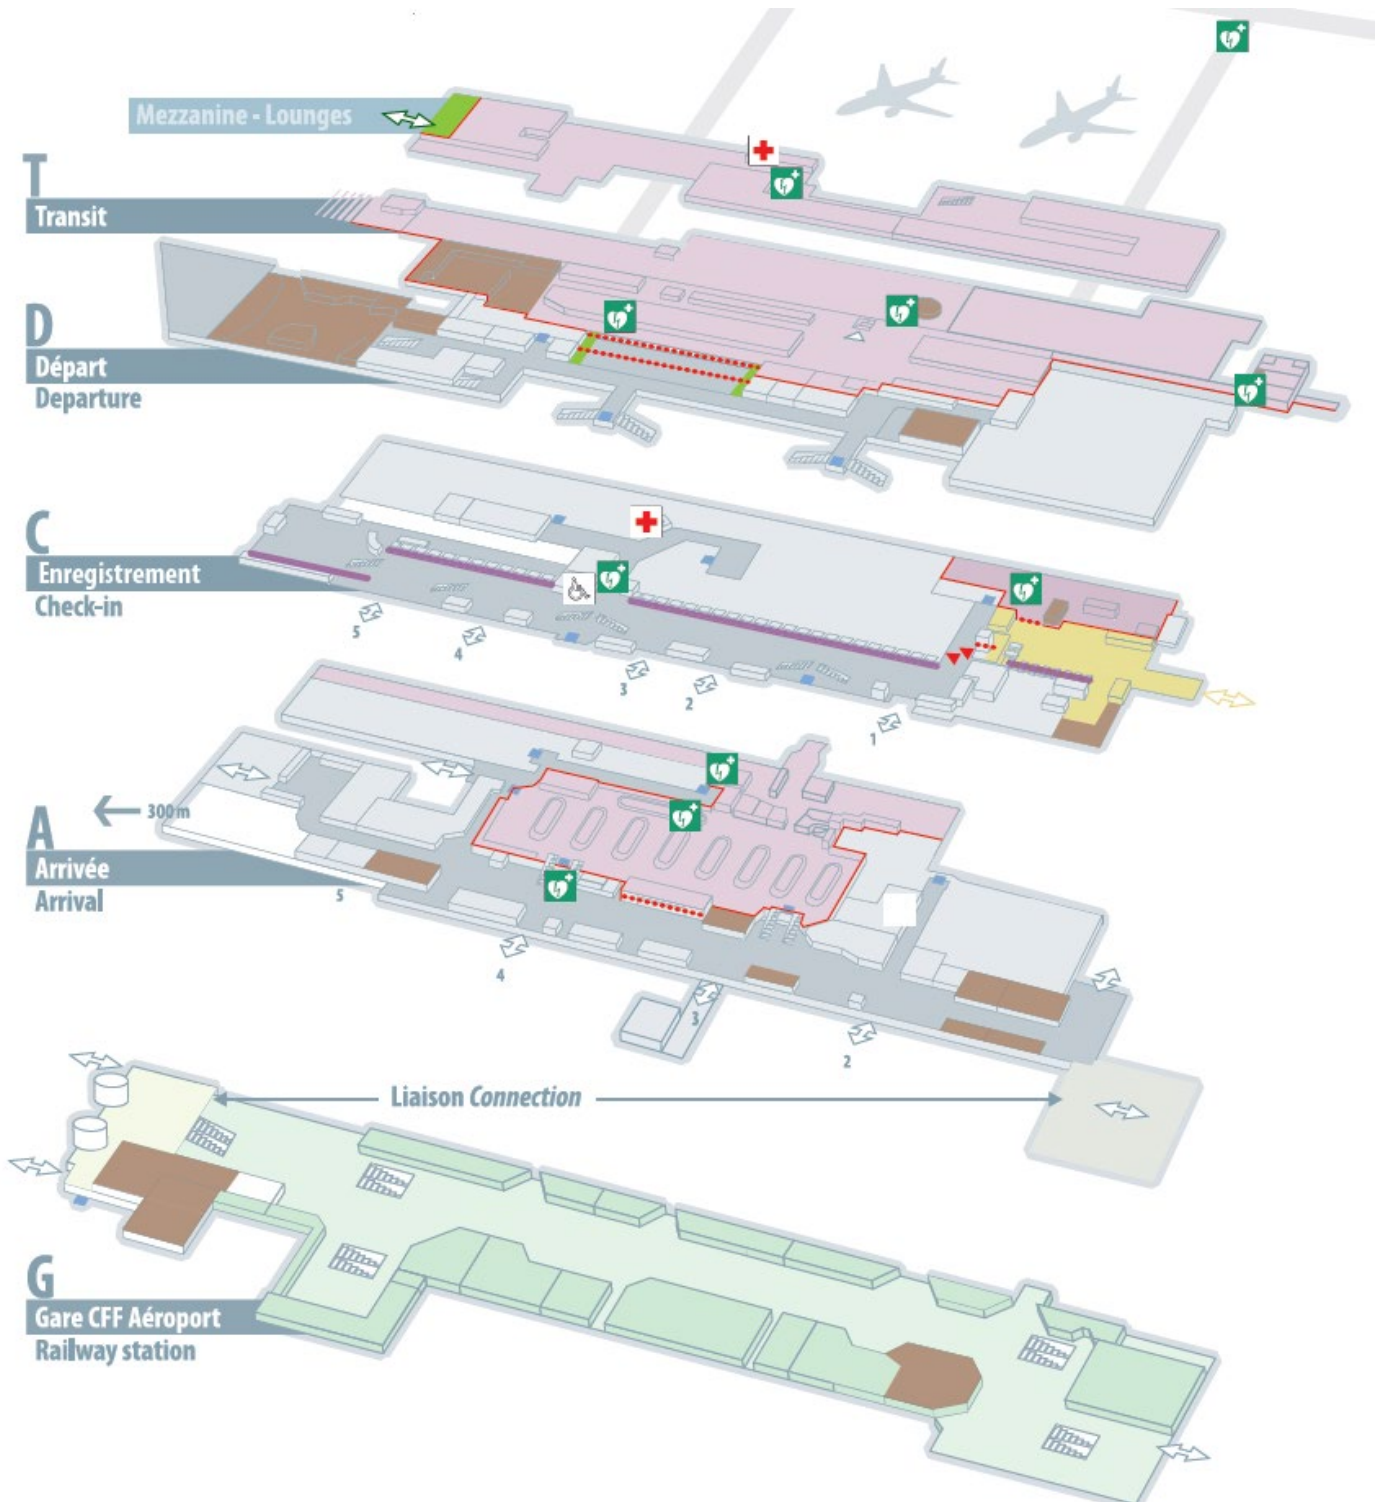 Mezzanine - Lounges
T
Transit
D
Départ
Departure
C
Enregistrement
Check-in
5
4
3
2
1
A
300 m
Arrivée
Arrival
5
4
3
2
Liaison Connection
G
Gare CFF Aéroport
Railway station